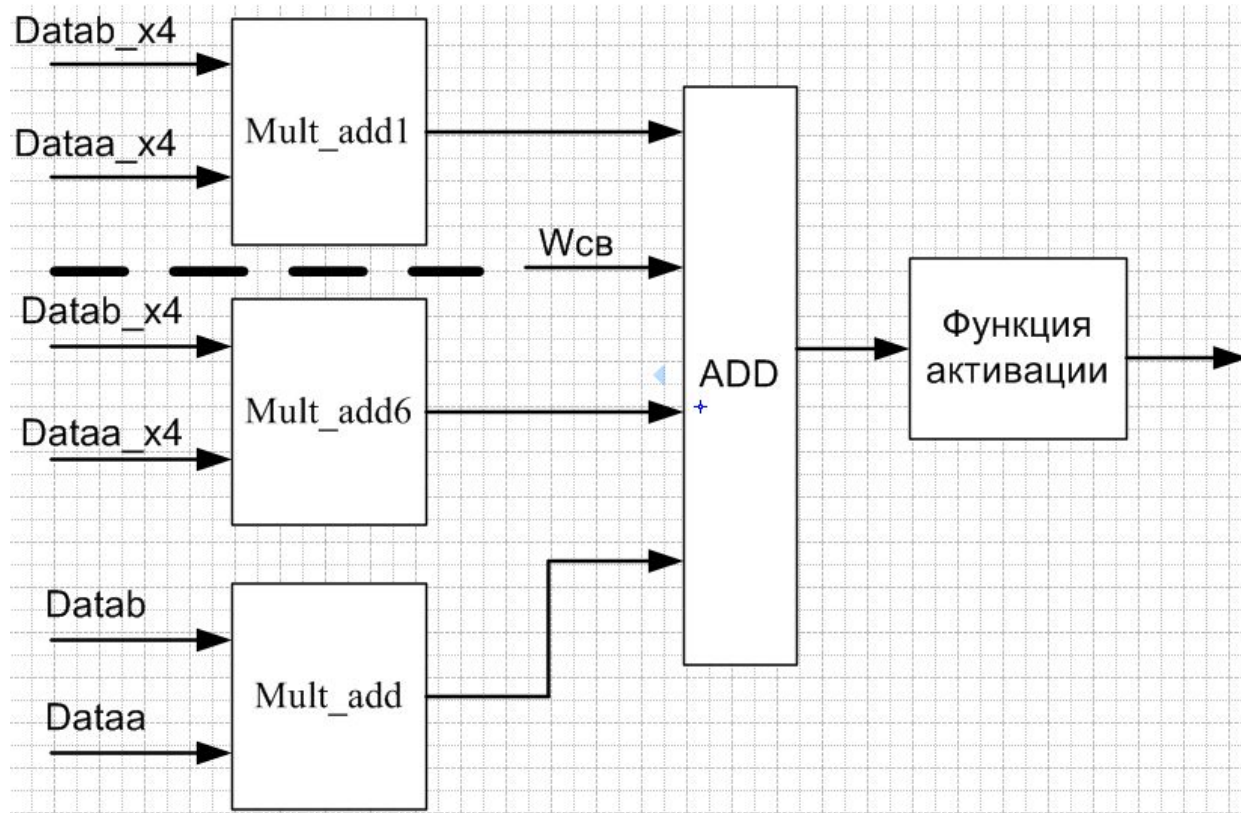 Datab_x4
Dataa_x4
Mult_add1
Wсв
Datab_x4
Dataa_x4
Mult_add6
ADD
Функция
активации
Datab
Dataa
Mult_add